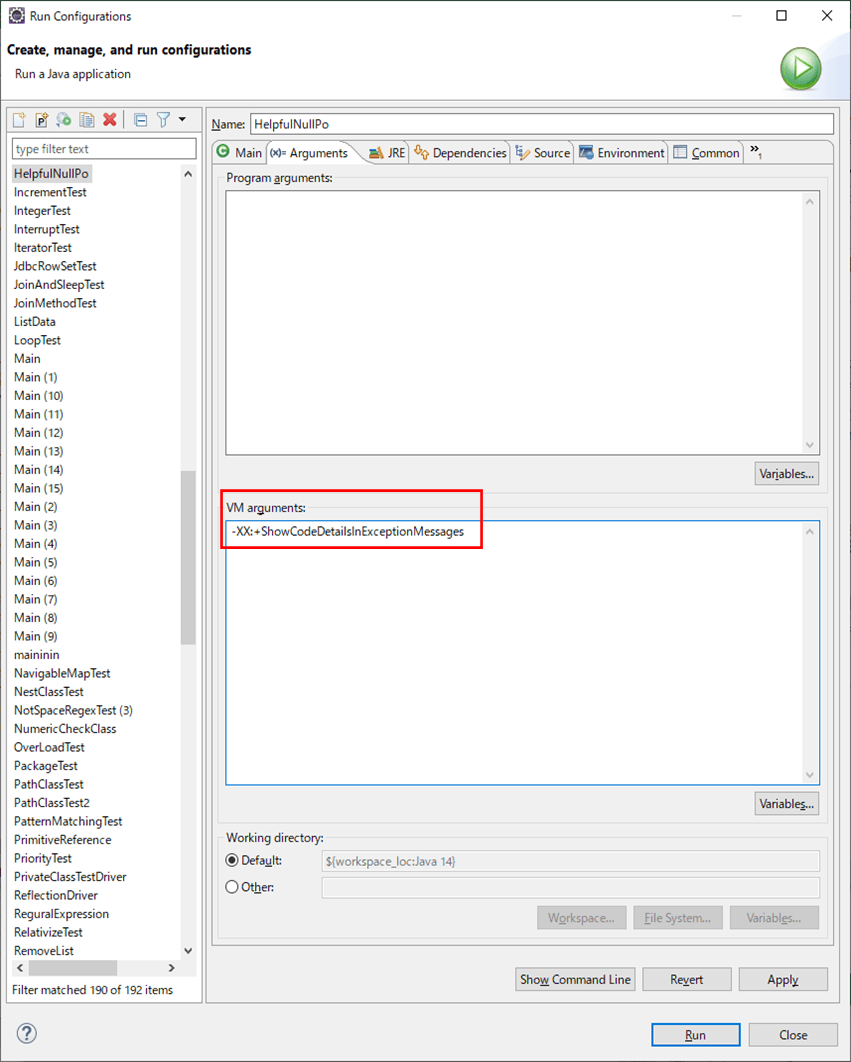 Run Configurations
Create, manage, and run configurations
Run a Java application
type filter text
HelpfulNullPo
IncrementTest
IntegerTest
InterruptTest
IteratorTest
JdbcRowSetTest
JoinAndSleepTest
JoinMethodTest
ListData
LoopTest
Main
Main (1)
Main (10)
Main (11)
Main (12)
Main (13)
Main (14)
Main (15)
Main (2)
Main (3)
Main (4)
Main (5)
Main (6)
Main (7)
Main (8)
Main (9)
maininin
NavigableMapTest
NestClassTest
NotSpaceRegexTest (3)
NumericCheckClass
OverLoadTest
PackageTest
PathClassTest
PathClassTest2
PatternMatchingTest
PrimitiveReference
PriorityTest
PrivateClassTestDriver
ReflectionDriver
ReguralExpression
RelativizeTest
RemoveList
Filter matched 190 of 192 items
Name: HelpfulNullPo
Main (x)= Arguments JRE Dependencies Source Environment Common »1
Program arguments:
Variables...
VM arguments:
-XX:+ShowCodeDetailsInExceptionMessages
Variables...
Working directory:
Default: ${workspace_loc:Java 14}
Other:
Workspace... File System... Variables...
Show Command Line Revert Apply
? Run Close